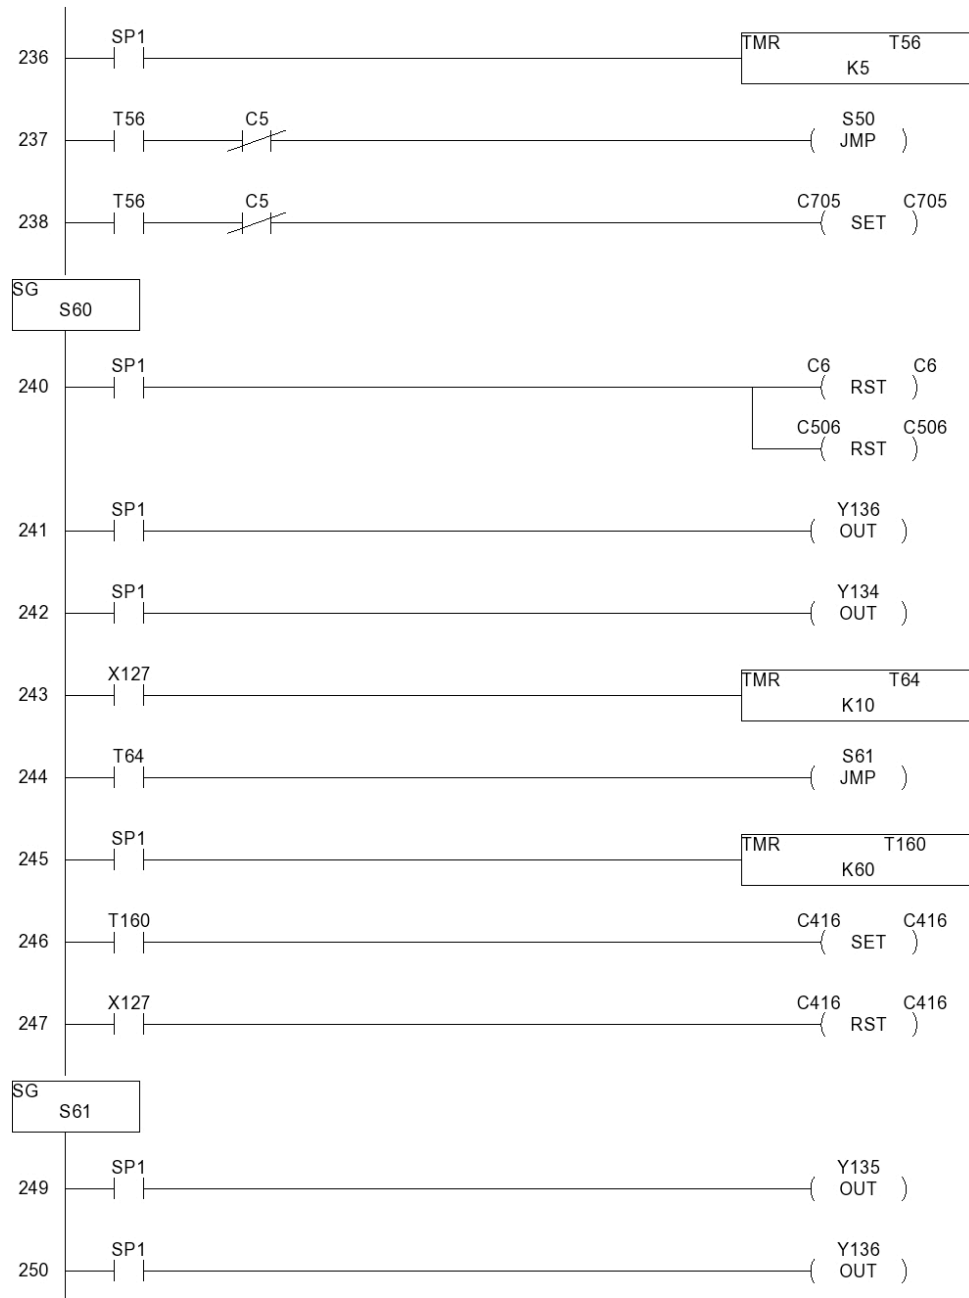 SP1
TMR T56
236
K5
T56 C5 S50
237 JMP
T56 C5 C705 C705
238 SET
SG
S60
SP1 C6 C6
240 RST
C506 C506
RST
SP1 Y136
241 OUT
SP1 Y134
242 OUT
X127
TMR T64
243
K10
T64 S61
244 JMP
SP1
TMR T160
245
K60
T160 C416 C416
246 SET
X127 C416 C416
247 RST
SG
S61
SP1 Y135
249 OUT
SP1 Y136
250 OUT